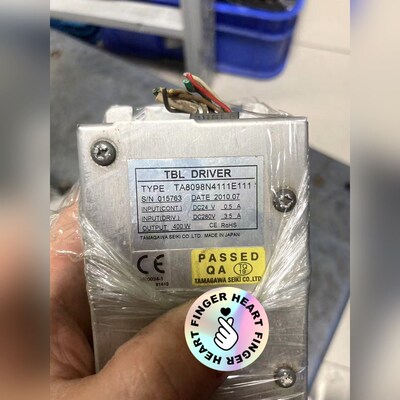 TBL DRIVER
TYPE TA8098N4111E111
S/N 015763 DATE 2010.07
INPUT(CONT.) DC24 V 0.5 A
INPUT(DRIV.) DC280V 3.5 A
OUTPUT 400 W CE RoHS
TAMAGAWA SEIKI CO.,LTD. MADE IN JAPAN
CE
PASSED
QA
TAMAGAWA SEIKI CO.,LTD
FINGER HEART FINGER HEART